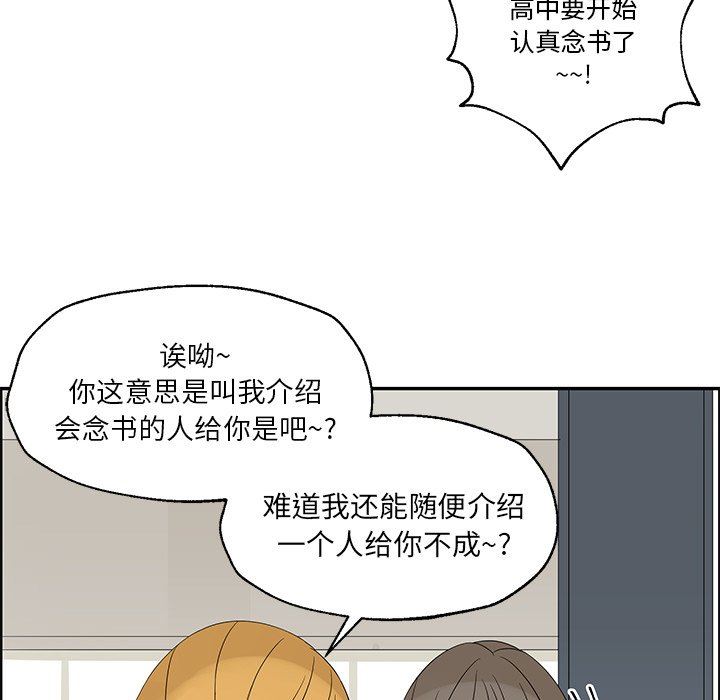 高中要开始
认真念书了
~~!
诶呦~
你这意思是叫我介绍
会念书的人给你是吧~?
难道我还能随便介绍
一个人给你不成~?